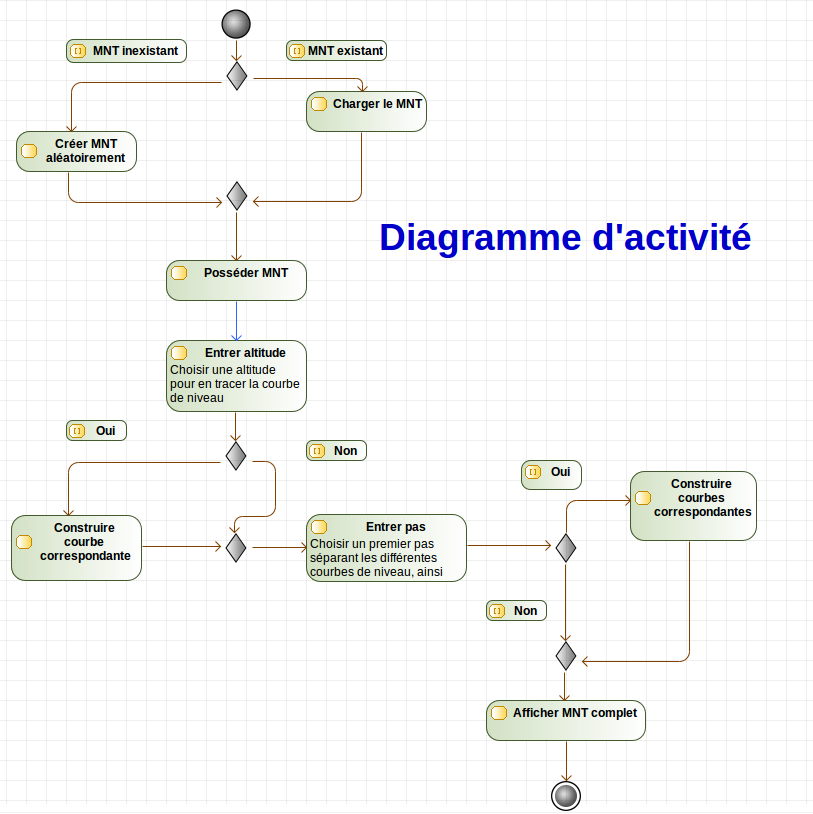 MNT inexistant
MNT existant
Charger le MNT
Créer MNT
aléatoirement
Diagramme d'activité
Posséder MNT
Entrer altitude
Choisir une altitude
pour en tracer la courbe
de niveau
Oui
Non
Construire
courbe
correspondante
Entrer pas
Choisir un premier pas
séparant les différentes
courbes de niveau, ainsi
Oui
Construire
courbes
correspondantes
Non
Afficher MNT complet